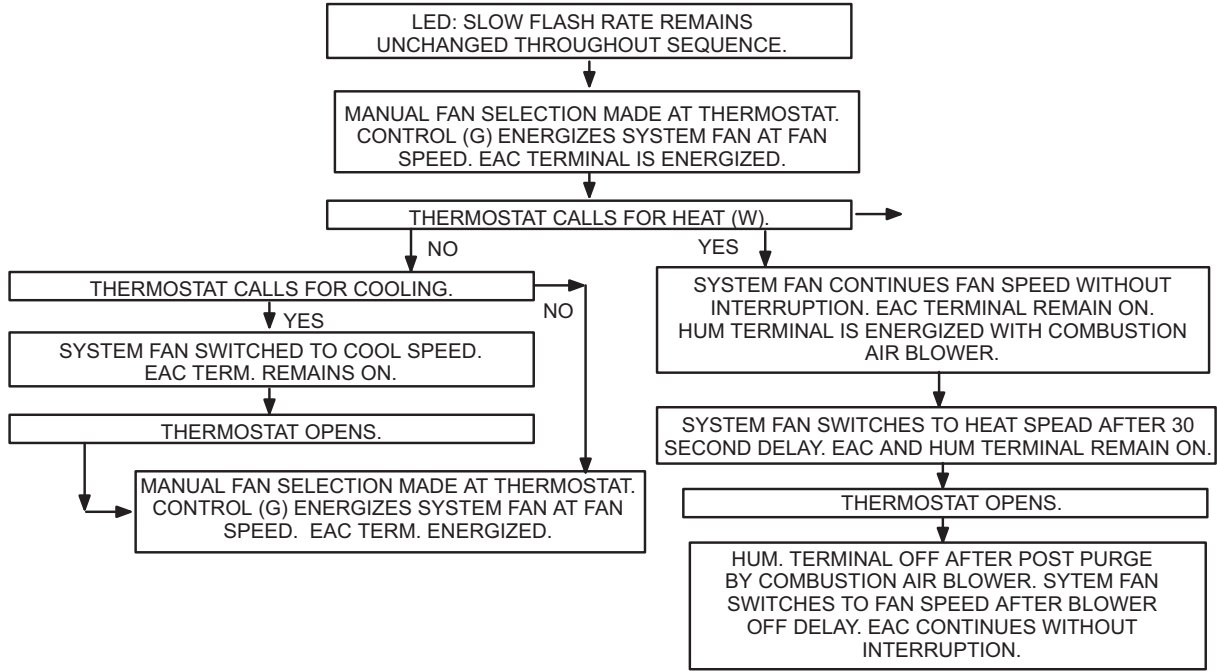 LED: SLOW FLASH RATE REMAINS
UNCHANGED THROUGHOUT SEQUENCE.
MANUAL FAN SELECTION MADE AT THERMOSTAT.
CONTROL (G) ENERGIZES SYSTEM FAN AT FAN
SPEED. EAC TERMINAL IS ENERGIZED.
THERMOSTAT CALLS FOR HEAT (W).
NO
YES
THERMOSTAT CALLS FOR COOLING.
NO
YES
SYSTEM FAN SWITCHED TO COOL SPEED.
EAC TERM. REMAINS ON.
THERMOSTAT OPENS.
MANUAL FAN SELECTION MADE AT THERMOSTAT.
CONTROL (G) ENERGIZES SYSTEM FAN AT FAN
SPEED. EAC TERM. ENERGIZED.
SYSTEM FAN CONTINUES FAN SPEED WITHOUT
INTERRUPTION. EAC TERMINAL REMAIN ON.
HUM TERMINAL IS ENERGIZED WITH COMBUSTION
AIR BLOWER.
SYSTEM FAN SWITCHES TO HEAT SPEAD AFTER 30
SECOND DELAY. EAC AND HUM TERMINAL REMAIN ON.
THERMOSTAT OPENS.
HUM. TERMINAL OFF AFTER POST PURGE
BY COMBUSTION AIR BLOWER. SYTEM FAN
SWITCHES TO FAN SPEED AFTER BLOWER
OFF DELAY. EAC CONTINUES WITHOUT
INTERRUPTION.